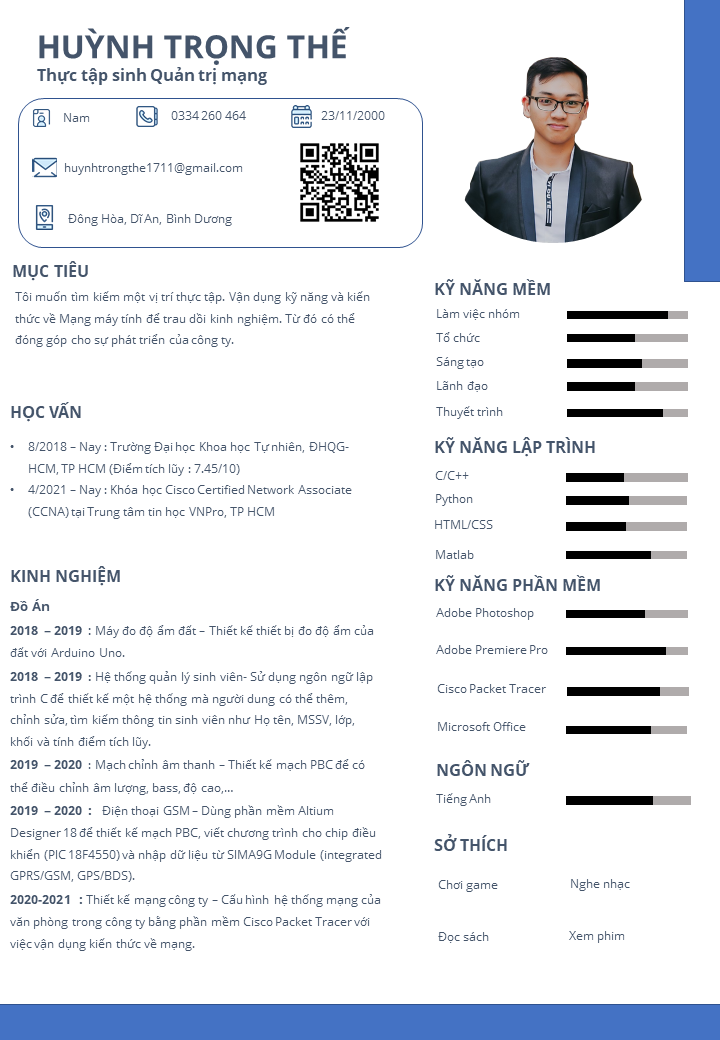 HUỲNH TRỌNG THẾ
Thực tập sinh Quản trị mạng
Nam
0334 260 464
23/11/2000
huynhtrongthe1711@gmail.com
Đông Hòa, Dĩ An, Bình Dương
MỤC TIÊU
Tôi muốn tìm kiếm một vị trí thực tập. Vận dụng kỹ năng và kiến
thức về Mạng máy tính để trau dồi kinh nghiệm. Từ đó có thể
đóng góp cho sự phát triển của công ty.
HỌC VẤN
• 8/2018 – Nay : Trường Đại học Khoa học Tự nhiên, ĐHQG-
HCM, TP HCM (Điểm tích lũy : 7.45/10)
• 4/2021 – Nay : Khóa học Cisco Certified Network Associate
(CCNA) tại Trung tâm tin học VNPro, TP HCM
KINH NGHIỆM
Đồ Án
2018 – 2019 : Máy đo độ ẩm đất – Thiết kế thiết bị đo độ ẩm của
đất với Arduino Uno.
2018 – 2019 : Hệ thống quản lý sinh viên- Sử dụng ngôn ngữ lập
trình C để thiết kế một hệ thống mà người dung có thể thêm,
chỉnh sửa, tìm kiếm thông tin sinh viên như Họ tên, MSSV, lớp,
khối và tính điểm tích lũy.
2019 – 2020 : Mạch chỉnh âm thanh – Thiết kế mạch PBC để có
thể điều chỉnh âm lượng, bass, độ cao,...
2019 – 2020 : Điện thoại GSM – Dùng phần mềm Altium
Designer 18 để thiết kế mạch PBC, viết chương trình cho chip điều
khiển (PIC 18F4550) và nhập dữ liệu từ SIMA9G Module (integrated
GPRS/GSM, GPS/BDS).
2020-2021 : Thiết kế mạng công ty – Cấu hình hệ thống mạng của
văn phòng trong công ty bằng phần mềm Cisco Packet Tracer với
việc vận dụng kiến thức về mạng.
KỸ NĂNG MỀM
Làm việc nhóm
Tổ chức
Sáng tạo
Lãnh đạo
Thuyết trình
KỸ NĂNG LẬP TRÌNH
C/C++
Python
HTML/CSS
Matlab
KỸ NĂNG PHẦN MỀM
Adobe Photoshop
Adobe Premiere Pro
Cisco Packet Tracer
Microsoft Office
NGÔN NGỮ
Tiếng Anh
SỞ THÍCH
Chơi game
Nghe nhạc
Đọc sách
Xem phim